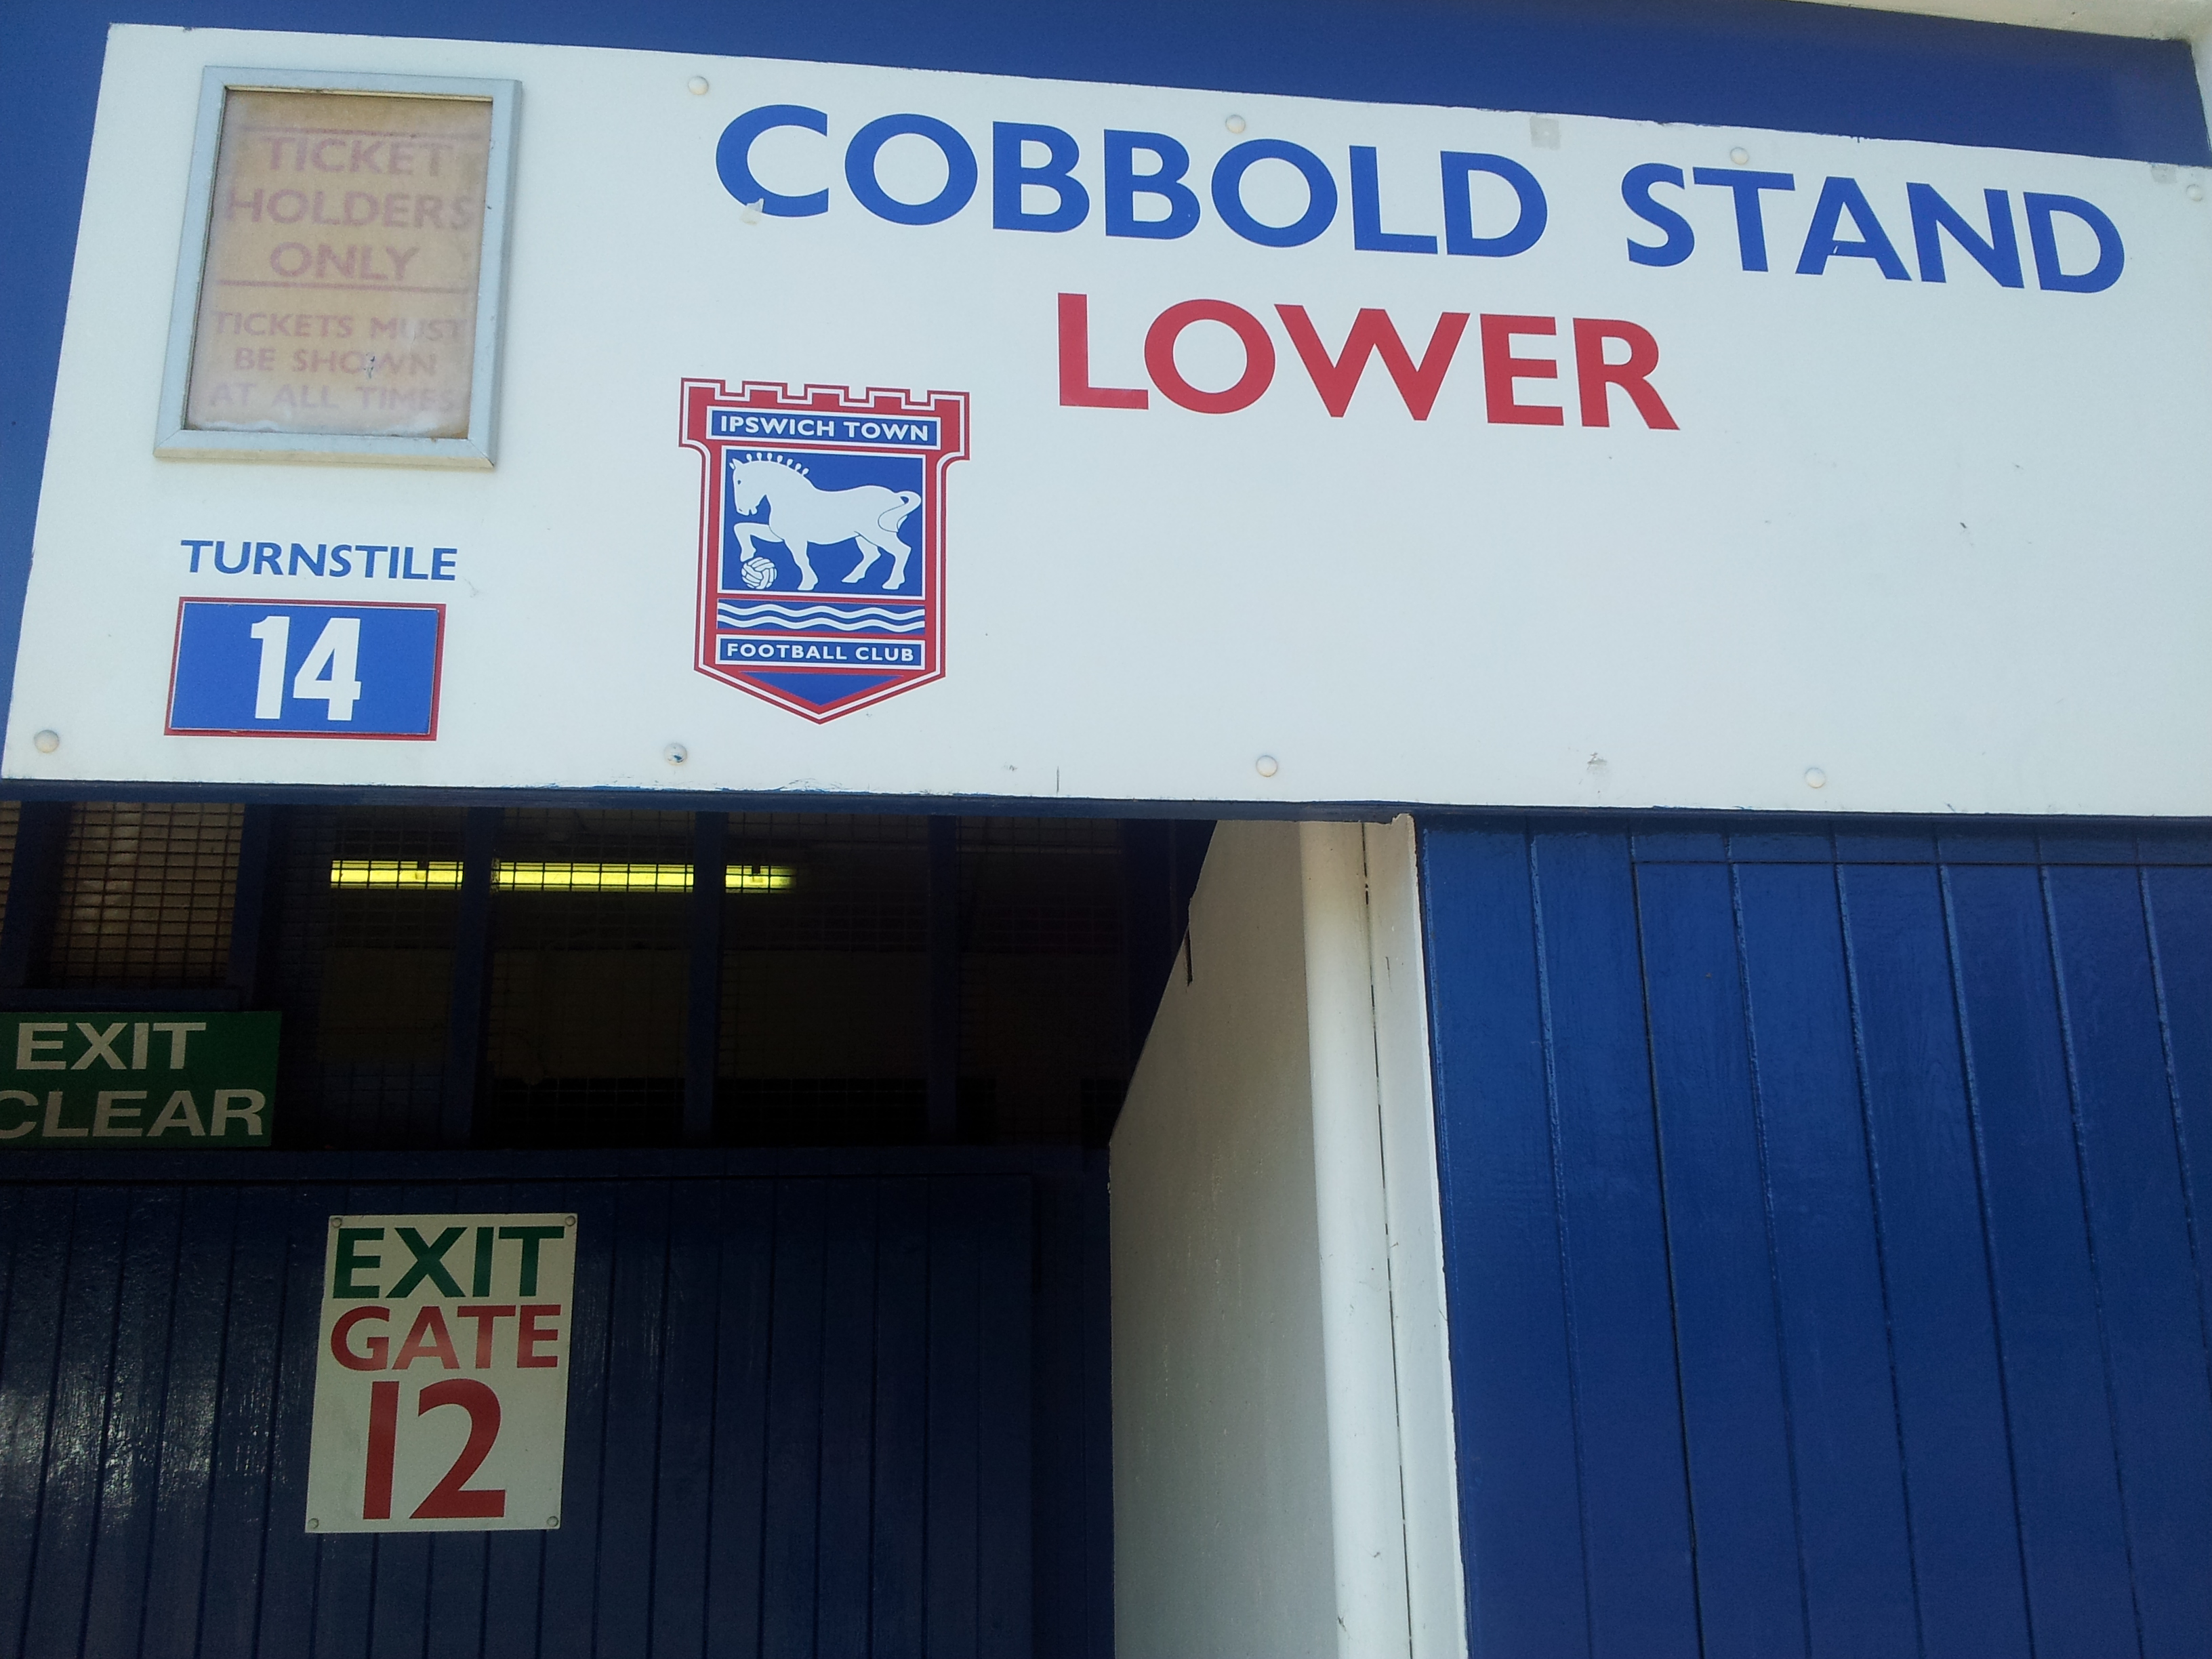 COBBOLD STAND
LOWER
TICKET
HOLDERS
ONLY
TICKETS MUST
BE SHOWN
AT ALL TIMES
IPSWICH TOWN
FOOTBALL CLUB
TURNSTILE
14
EXIT
CLEAR
EXIT
GATE
12